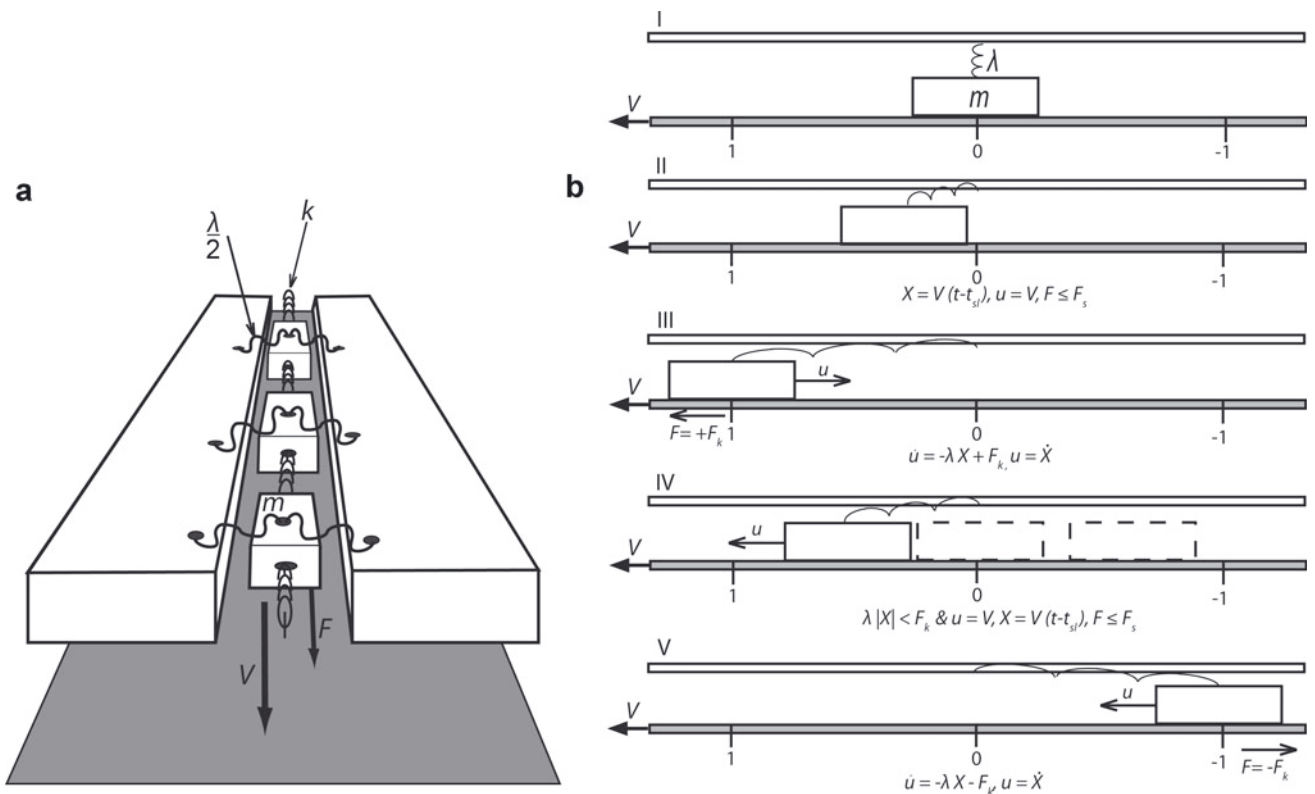 a
λ/2
k
m
F
V
b
I
λ
m
V
1 0 -1
II
V
1 0 -1
X = V (t-t_sl), u = V, F ≤ F_s
III
u
V
F= +F_k 1 0 -1
u̇ = -λ X + F_k, u = Ẋ
IV
u
V
1 0 -1
λ |X| < F_k & u = V, X = V (t-t_sl), F ≤ F_s
V
u
V
1 0 -1 F=-F_k
u̇ = -λ X - F_k, u = Ẋ